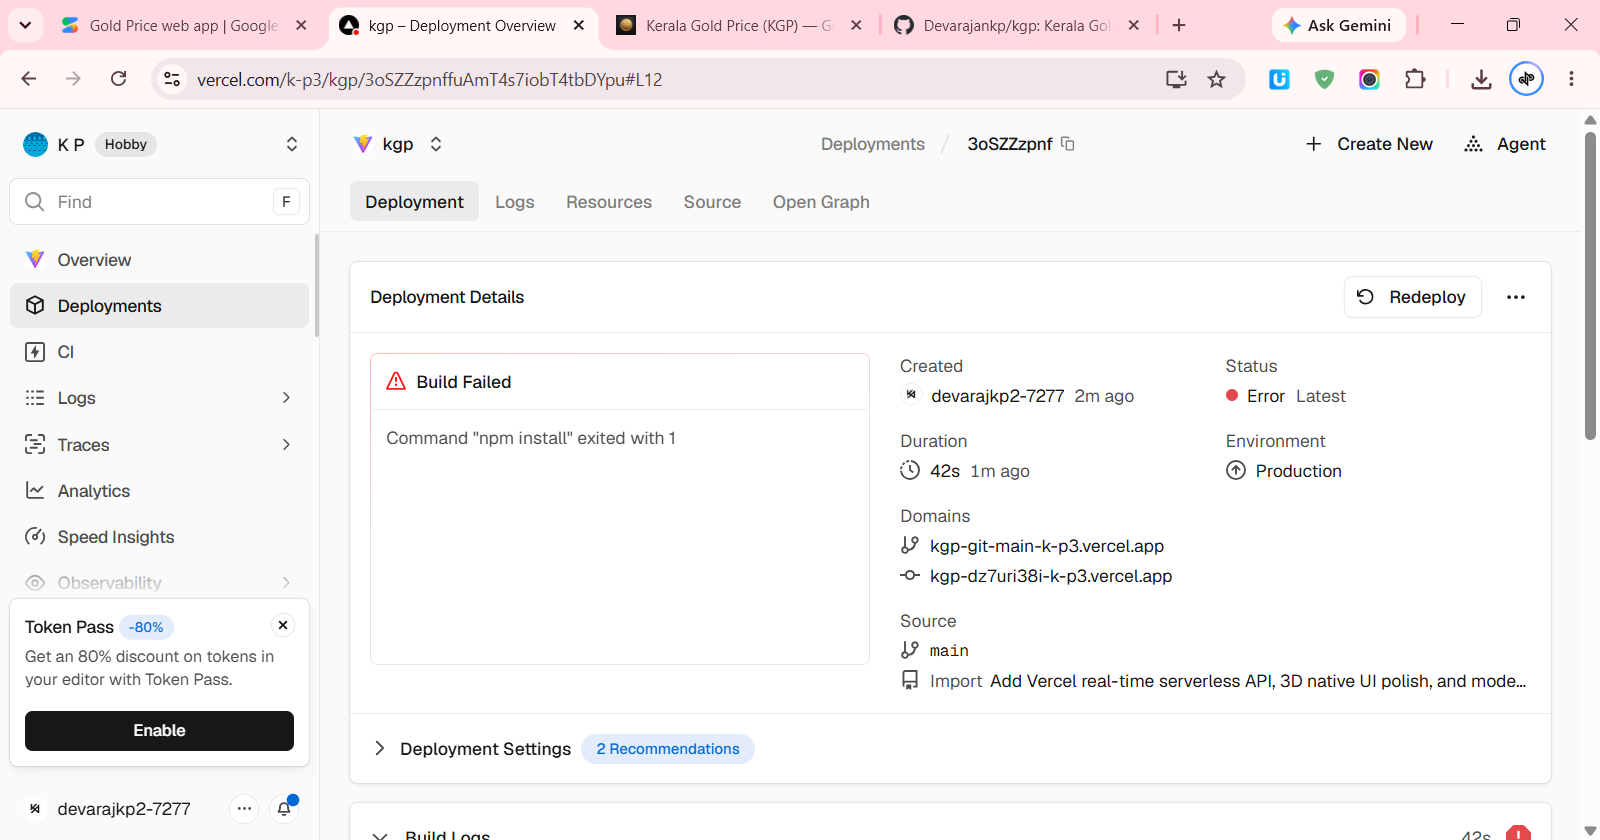 Gold Price web app | Google
kgp – Deployment Overview
Kerala Gold Price (KGP) — G
Devarajankp/kgp: Kerala Gol
Ask Gemini
vercel.com/k-p3/kgp/3oSZZzpnffuAmT4s7iobT4tbDYpu#L12
K P
Hobby
kgp
Deployments / 3oSZZzpnf
Create New
Agent
Find
F
Deployment
Logs
Resources
Source
Open Graph
Overview
Deployments
CI
Logs
Traces
Analytics
Speed Insights
Observability
Token Pass -80%
Get an 80% discount on tokens in
your editor with Token Pass.
Enable
devarajkp2-7277
Deployment Details
Redeploy
Build Failed
Command "npm install" exited with 1
Created
devarajkp2-7277 2m ago
Status
Error Latest
Duration
42s 1m ago
Environment
Production
Domains
kgp-git-main-k-p3.vercel.app
kgp-dz7uri38i-k-p3.vercel.app
Source
main
Import Add Vercel real-time serverless API, 3D native UI polish, and mode...
Deployment Settings 2 Recommendations
Build Logs
42s